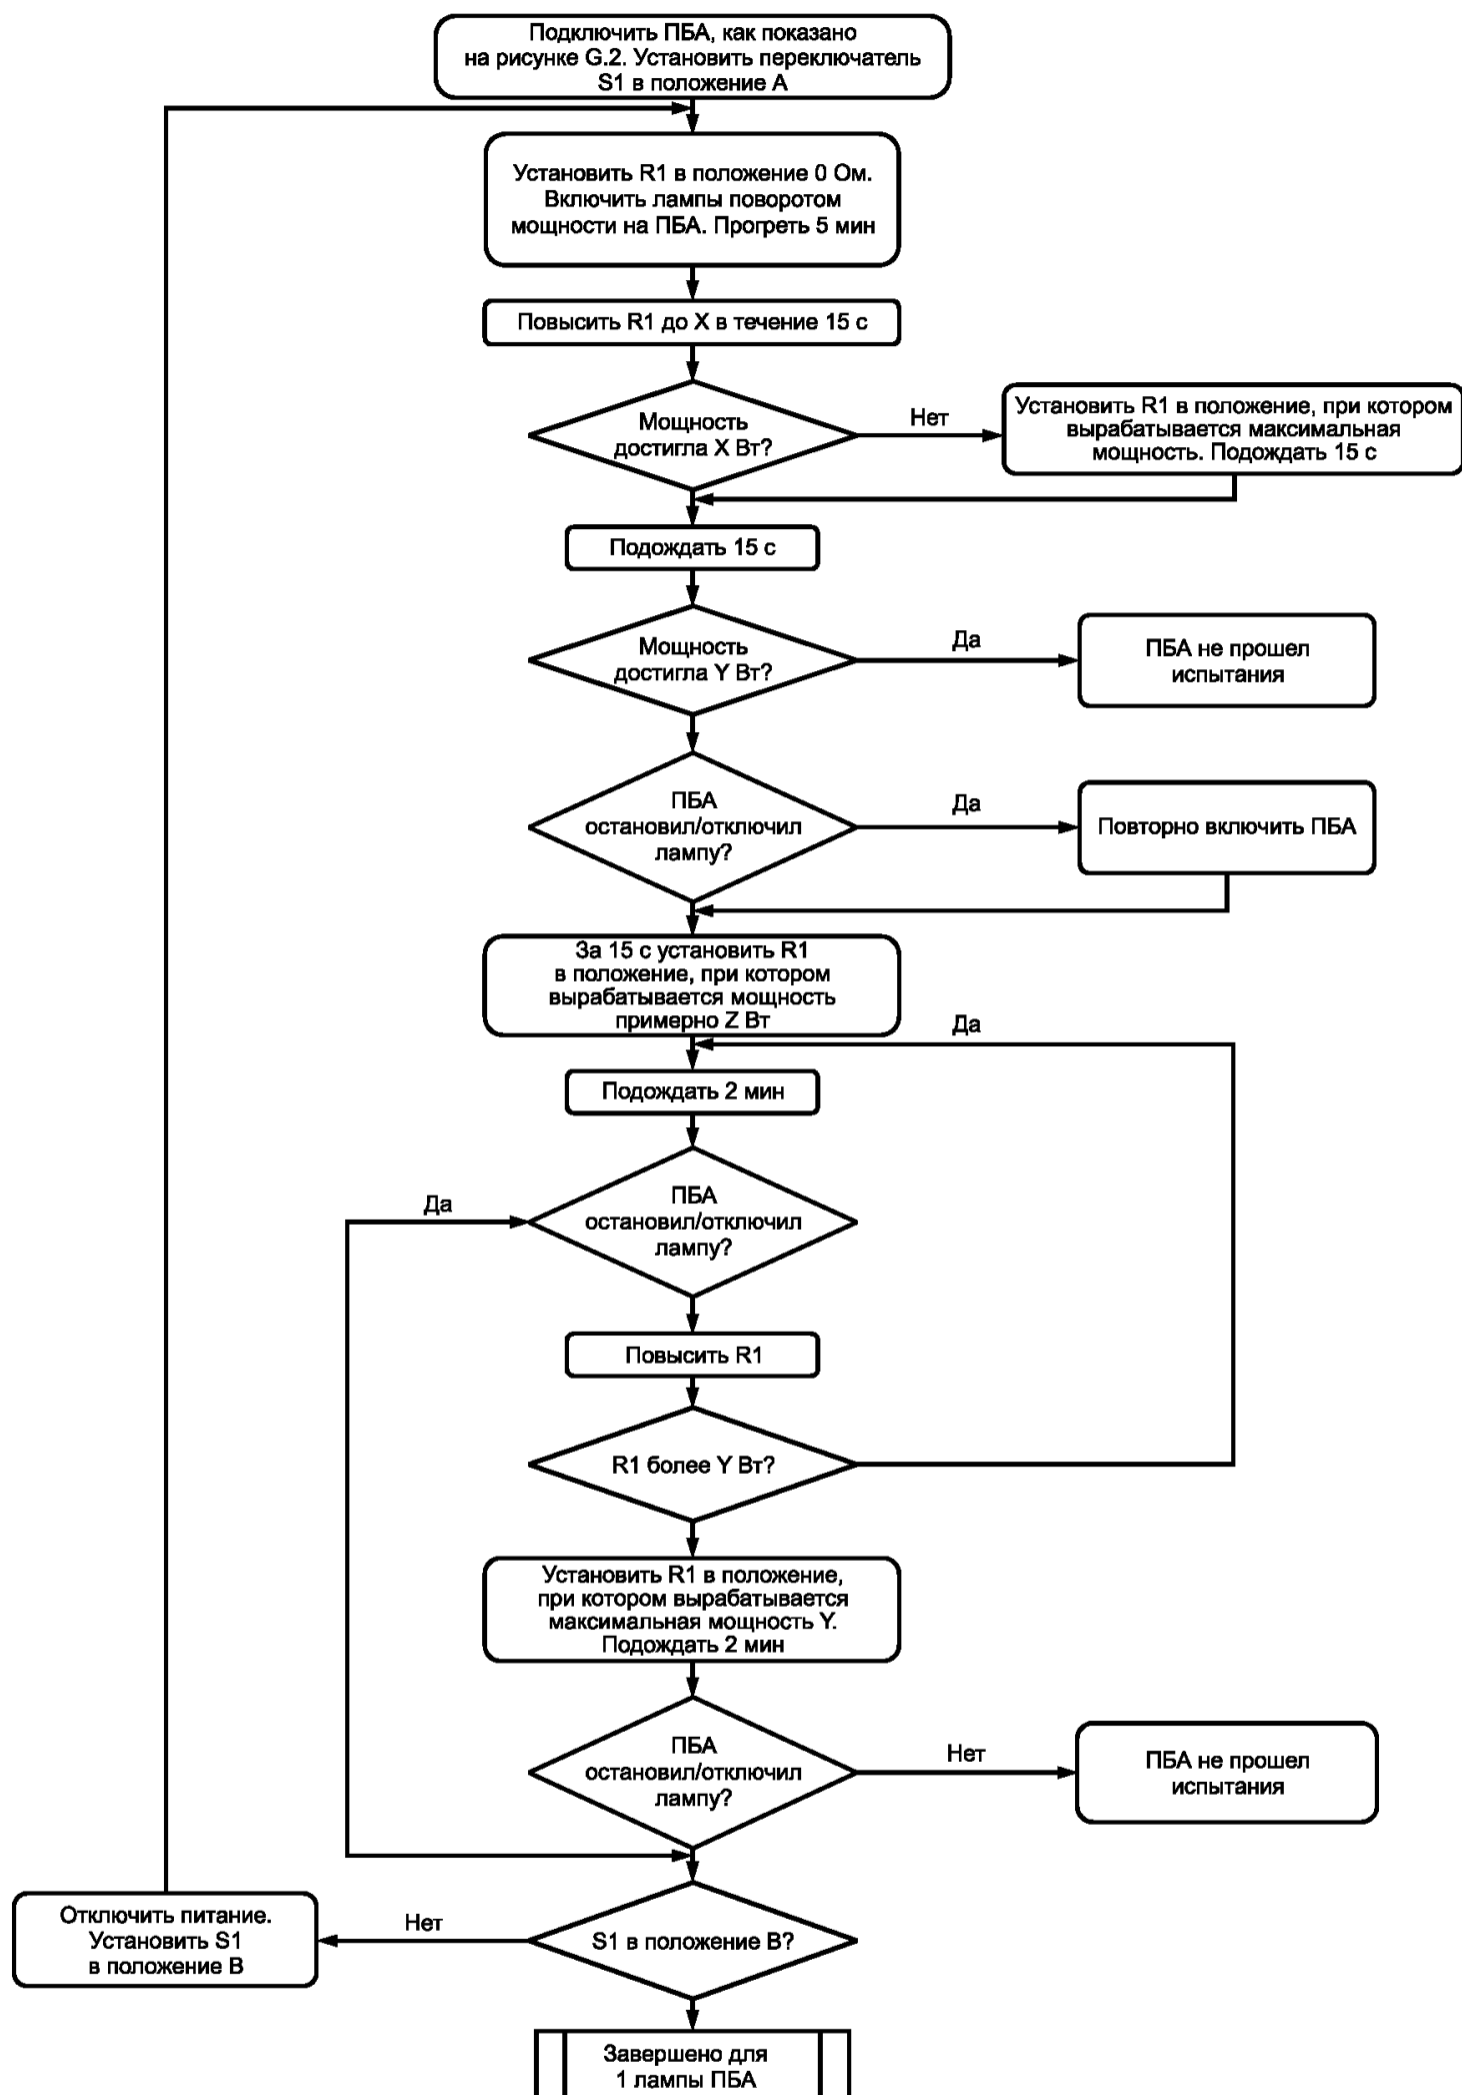 Подключить ПБА, как показано
на рисунке G.2. Установить переключатель
S1 в положение А
Установить R1 в положение 0 Ом.
Включить лампы поворотом
мощности на ПБА. Прогреть 5 мин
Повысить R1 до X в течение 15 с
Мощность
достигла X Вт?
Нет
Установить R1 в положение, при котором
вырабатывается максимальная
мощность. Подождать 15 с
Подождать 15 с
Мощность
достигла Y Вт?
Да
ПБА не прошел
испытания
ПБА
остановил/отключил
лампу?
Да
Повторно включить ПБА
За 15 с установить R1
в положение, при котором
вырабатывается мощность
примерно Z Вт
Да
Подождать 2 мин
ПБА
остановил/отключил
лампу?
Да
Повысить R1
R1 более Y Вт?
Установить R1 в положение,
при котором вырабатывается
максимальная мощность Y.
Подождать 2 мин
ПБА
остановил/отключил
лампу?
Нет
ПБА не прошел
испытания
S1 в положение В?
Нет
Отключить питание.
Установить S1
в положение В
Завершено для
1 лампы ПБА